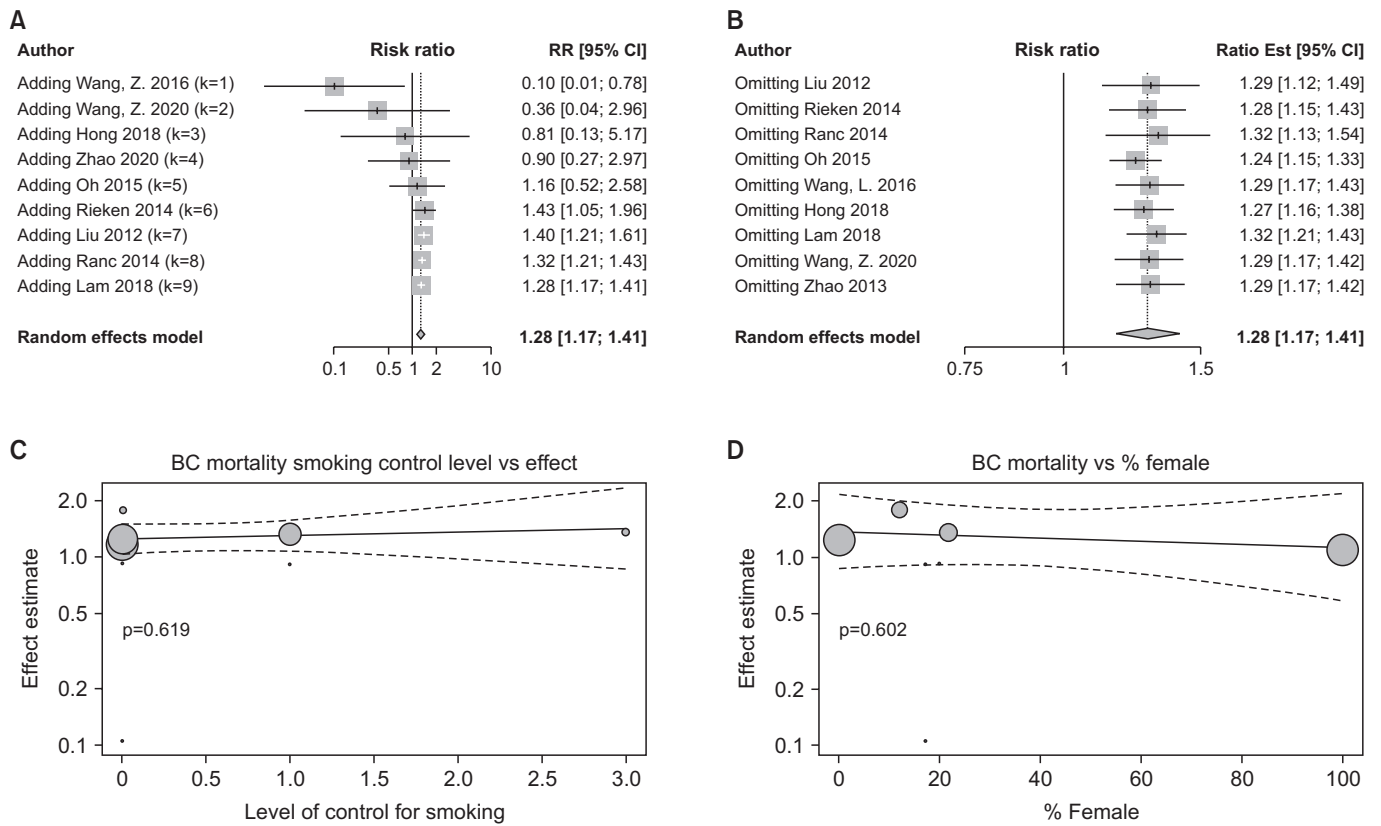 A
Author Risk ratio RR [95% CI]
Adding Wang, Z. 2016 (k=1) 0.10 [0.01; 0.78]
Adding Wang, Z. 2020 (k=2) 0.36 [0.04; 2.96]
Adding Hong 2018 (k=3) 0.81 [0.13; 5.17]
Adding Zhao 2020 (k=4) 0.90 [0.27; 2.97]
Adding Oh 2015 (k=5) 1.16 [0.52; 2.58]
Adding Rieken 2014 (k=6) 1.43 [1.05; 1.96]
Adding Liu 2012 (k=7) 1.40 [1.21; 1.61]
Adding Ranc 2014 (k=8) 1.32 [1.21; 1.43]
Adding Lam 2018 (k=9) 1.28 [1.17; 1.41]
Random effects model 1.28 [1.17; 1.41]
0.1 0.5 1 2 10
B
Author Risk ratio Ratio Est [95% CI]
Omitting Liu 2012 1.29 [1.12; 1.49]
Omitting Rieken 2014 1.28 [1.15; 1.43]
Omitting Ranc 2014 1.32 [1.13; 1.54]
Omitting Oh 2015 1.24 [1.15; 1.33]
Omitting Wang, L. 2016 1.29 [1.17; 1.43]
Omitting Hong 2018 1.27 [1.16; 1.38]
Omitting Lam 2018 1.32 [1.21; 1.43]
Omitting Wang, Z. 2020 1.29 [1.17; 1.42]
Omitting Zhao 2013 1.29 [1.17; 1.42]
Random effects model 1.28 [1.17; 1.41]
0.75 1 1.5
C
BC mortality smoking control level vs effect
Effect estimate
2.0
1.0
0.5
0.2
0.1
p=0.619
0 0.5 1.0 1.5 2.0 2.5 3.0
Level of control for smoking
D
BC mortality vs % female
Effect estimate
2.0
1.0
0.5
0.2
0.1
p=0.602
0 20 40 60 80 100
% Female